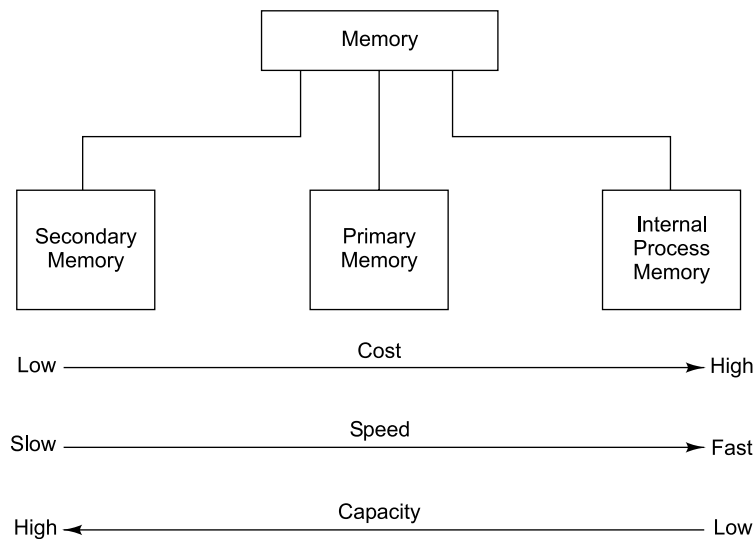 Memory
Secondary
Memory
Primary
Memory
Internal
Process
Memory
Low
Cost
High
Slow
Speed
Fast
High
Capacity
Low